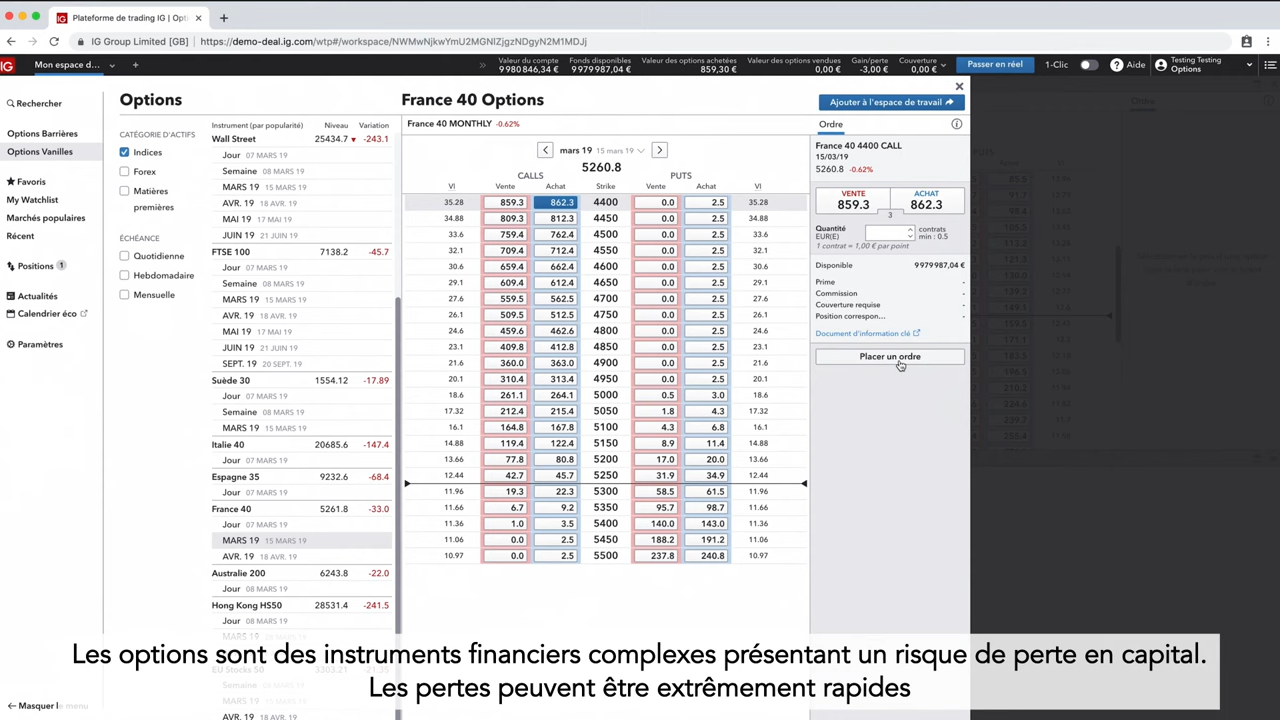 IG Plateforme de trading IG | Opti
IG Group Limited [GB] https://demo-deal.ig.com/wtp#/workspace/NWMwNjkwYmU2MGNlZjgzNDgyN2M1MDJj
IG Mon espace d... Valeur du compte 9 980 846,34 € Fonds disponibles 9 979 987,04 € Valeur des options achetées 859,30 € Valeur des options vendues 0,00 € Gain/perte -3,00 € Couverture 0,00 € Passer en réel 1-Clic Aide Testing Testing Options
Rechercher
Options Barrières
Options Vanilles
Favoris
My Watchlist
Marchés populaires
Récent
Positions 1
Actualités
Calendrier éco
Paramètres
Masquer le menu
Options
CATÉGORIE D'ACTIFS
Indices
Forex
Matières
premières
ÉCHÉANCE
Quotidienne
Hebdomadaire
Mensuelle
Instrument (par popularité) Niveau Variation
Wall Street 25434.7 -243.1
Jour 07 MARS 19
Semaine 08 MARS 19
MARS 19 15 MARS 19
AVR. 19 18 AVR. 19
MAI 19 17 MAI 19
JUIN 19 21 JUIN 19
FTSE 100 7138.2 -45.7
Jour 07 MARS 19
Semaine 08 MARS 19
MARS 19 15 MARS 19
AVR. 19 18 AVR. 19
MAI 19 17 MAI 19
JUIN 19 21 JUIN 19
SEPT. 19 20 SEPT. 19
Suède 30 1554.12 -17.89
Jour 07 MARS 19
Semaine 08 MARS 19
MARS 19 15 MARS 19
Italie 40 20685.6 -147.4
Jour 07 MARS 19
Espagne 35 9232.6 -68.4
Jour 07 MARS 19
France 40 5261.8 -33.0
Jour 07 MARS 19
MARS 19 15 MARS 19
AVR. 19 18 AVR. 19
Australie 200 6243.8 -22.0
Jour 08 MARS 19
Hong Kong HS50 28531.4 -241.5
Jour 08 MARS 19
MARS 19
EU Stocks 50 3303.21 -21.35
Semaine 08 MARS 19
AVR. 19 18 AVR. 19
France 40 Options
Ajouter à l'espace de travail
France 40 MONTHLY -0.62%
mars 19 15 mars 19
5260.8
CALLS PUTS
VI Vente Achat Strike Vente Achat VI
35.28 859.3 862.3 4400 0.0 2.5 35.28
34.88 809.3 812.3 4450 0.0 2.5 34.88
33.6 759.4 762.4 4500 0.0 2.5 33.6
32.1 709.4 712.4 4550 0.0 2.5 32.1
30.6 659.4 662.4 4600 0.0 2.5 30.6
29.1 609.4 612.4 4650 0.0 2.5 29.1
27.6 559.5 562.5 4700 0.0 2.5 27.6
26.1 509.5 512.5 4750 0.0 2.5 26.1
24.6 459.6 462.6 4800 0.0 2.5 24.6
23.1 409.8 412.8 4850 0.0 2.5 23.1
21.6 360.0 363.0 4900 0.0 2.5 21.6
20.1 310.4 313.4 4950 0.0 2.5 20.1
18.6 261.1 264.1 5000 0.5 3.0 18.6
17.32 212.4 215.4 5050 1.8 4.3 17.32
16.1 164.8 167.8 5100 4.3 6.8 16.1
14.88 119.4 122.4 5150 8.9 11.4 14.88
13.66 77.8 80.8 5200 17.0 20.0 13.66
12.44 42.7 45.7 5250 31.9 34.9 12.44
11.96 19.3 22.3 5300 58.5 61.5 11.96
11.66 6.7 9.2 5350 95.7 98.7 11.66
11.36 1.0 3.5 5400 140.0 143.0 11.36
11.06 0.0 2.5 5450 188.2 191.2 11.06
10.97 0.0 2.5 5500 237.8 240.8 10.97
Ordre
France 40 4400 CALL
15/03/19
5260.8 -0.62%
VENTE ACHAT
859.3 862.3
3
Quantité contrats
EUR(E) min : 0.5
1 contrat = 1,00 € par point
Disponible 9 979 987,04 €
Prime -
Commission -
Couverture requise -
Position correspon... -
Document d'information clé
Placer un ordre
Les options sont des instruments financiers complexes présentant un risque de perte en capital.
Les pertes peuvent être extrêmement rapides